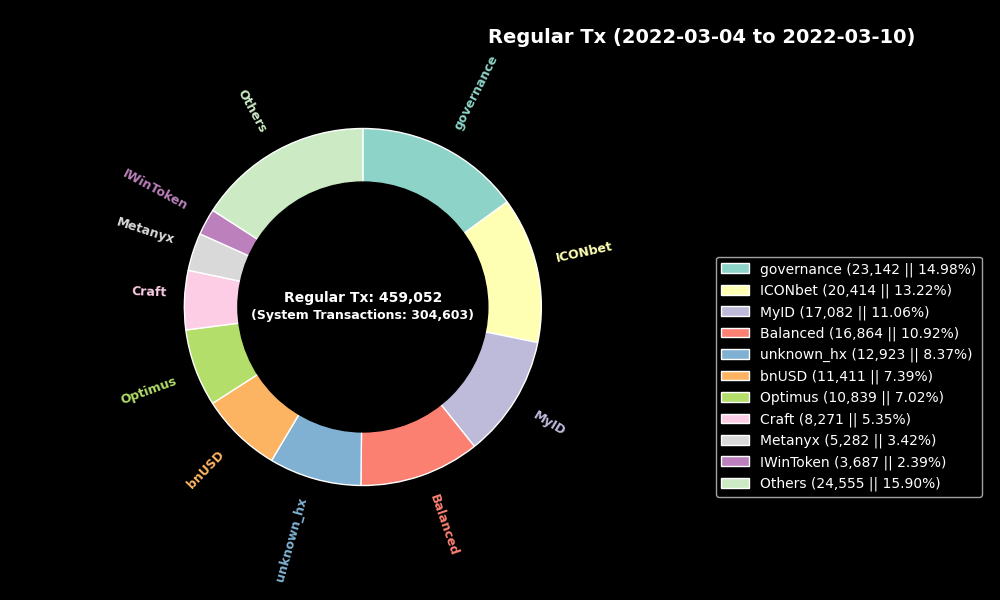 Regular Tx (2022-03-04 to 2022-03-10)
governance
Others
IWinToken
Metanyx
ICONbet
Craft
Regular Tx: 459,052
(System Transactions: 304,603)
Optimus
MyID
bnUSD
Balanced
unknown_hx
governance (23,142 || 14.98%)
ICONbet (20,414 || 13.22%)
MyID (17,082 || 11.06%)
Balanced (16,864 || 10.92%)
unknown_hx (12,923 || 8.37%)
bnUSD (11,411 || 7.39%)
Optimus (10,839 || 7.02%)
Craft (8,271 || 5.35%)
Metanyx (5,282 || 3.42%)
IWinToken (3,687 || 2.39%)
Others (24,555 || 15.90%)